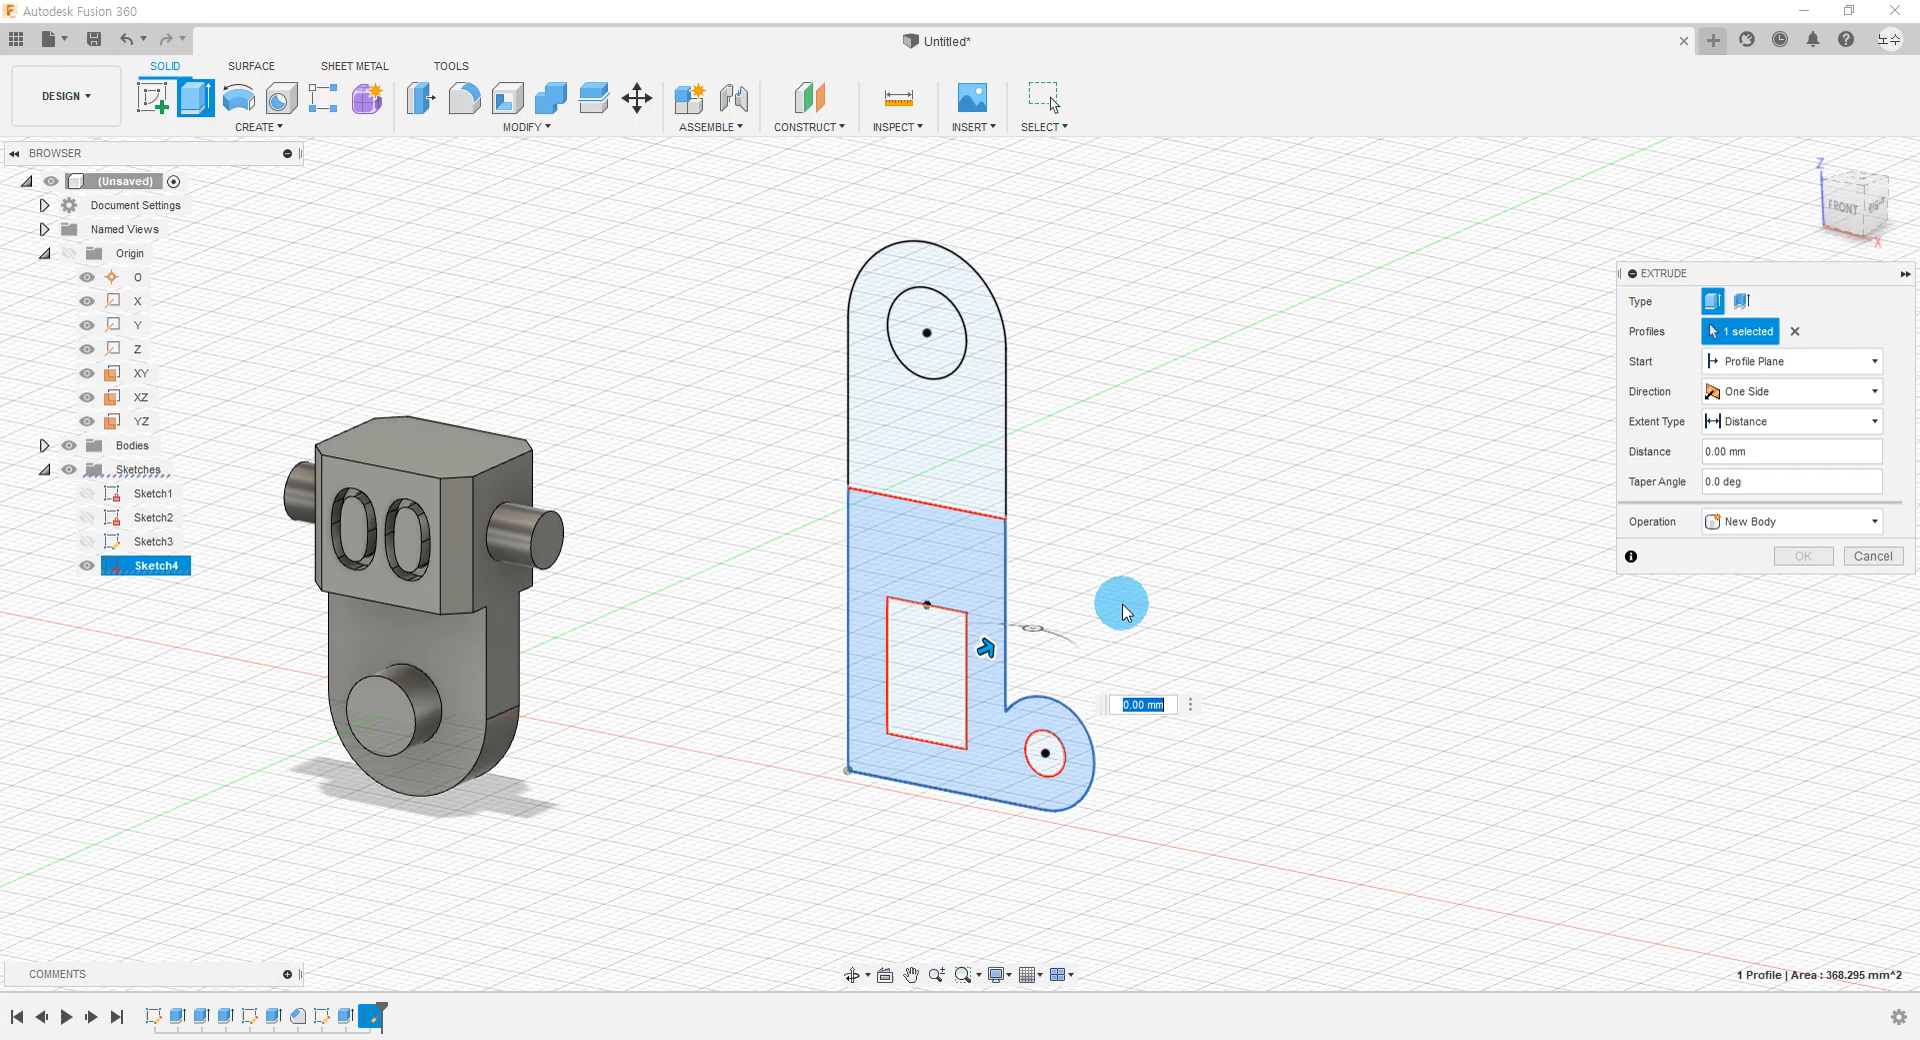 Autodesk Fusion 360
Untitled*
노수
DESIGN
SOLID
SURFACE
SHEET METAL
TOOLS
CREATE
MODIFY
ASSEMBLE
CONSTRUCT
INSPECT
INSERT
SELECT
BROWSER
(Unsaved)
Document Settings
Named Views
Origin
O
X
Y
Z
XY
XZ
YZ
Bodies
Sketches
Sketch1
Sketch2
Sketch3
Sketch4
Z
FRONT
RIGHT
X
EXTRUDE
Type
Profiles 1 selected
Start Profile Plane
Direction One Side
Extent Type Distance
Distance 0.00 mm
Taper Angle 0.0 deg
Operation New Body
OK Cancel
0.00 mm
COMMENTS
1 Profile | Area : 368.295 mm^2